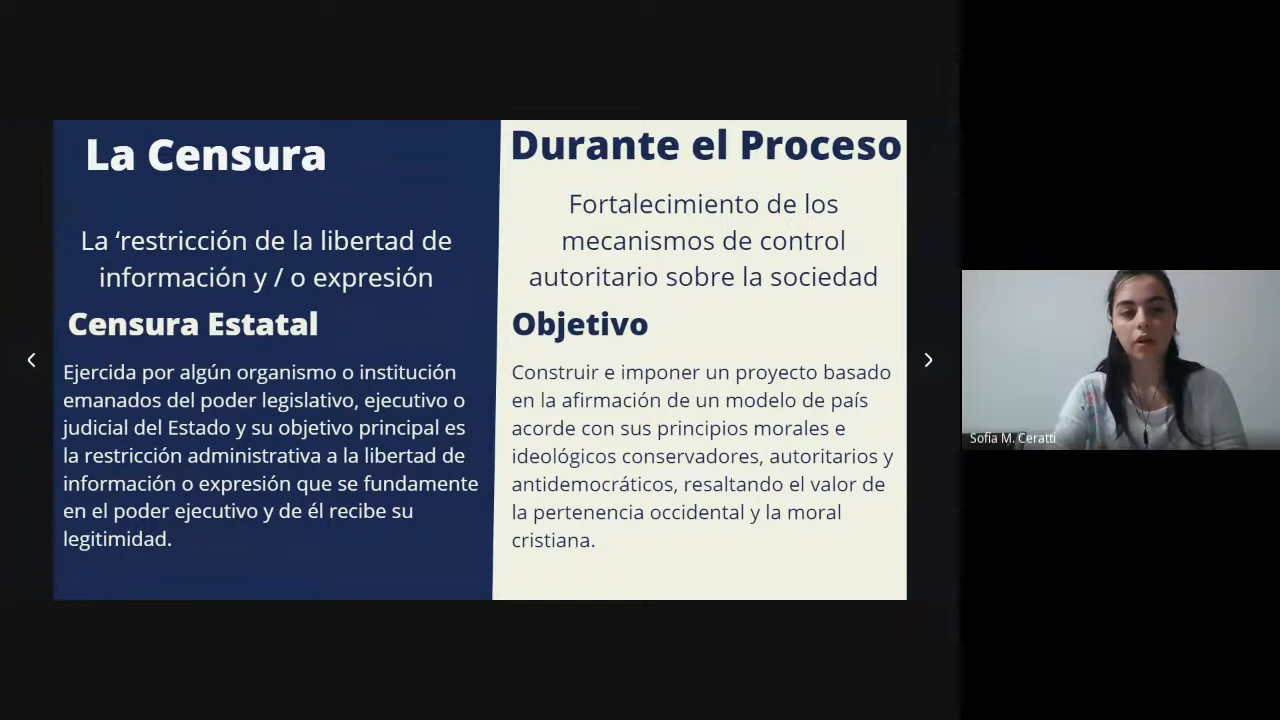 La Censura
La ‘restricción de la libertad de
información y / o expresión
Censura Estatal
Ejercida por algún organismo o institución
emanados del poder legislativo, ejecutivo o
judicial del Estado y su objetivo principal es
la restricción administrativa a la libertad de
información o expresión que se fundamente
en el poder ejecutivo y de él recibe su
legitimidad.
Durante el Proceso
Fortalecimiento de los
mecanismos de control
autoritario sobre la sociedad
Objetivo
Construir e imponer un proyecto basado
en la afirmación de un modelo de país
acorde con sus principios morales e
ideológicos conservadores, autoritarios y
antidemocráticos, resaltando el valor de
la pertenencia occidental y la moral
cristiana.
Sofía M. Ceratti